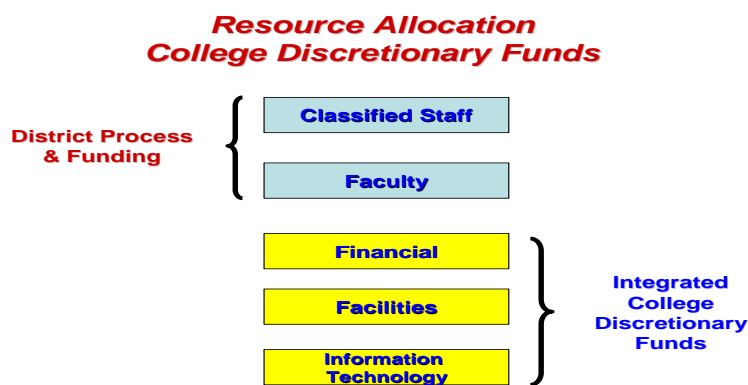 Resource Allocation
College Discretionary Funds
Classified Staff
District Process
& Funding
Faculty
Financial
Facilities
Information
Technology
Integrated
College
Discretionary
Funds